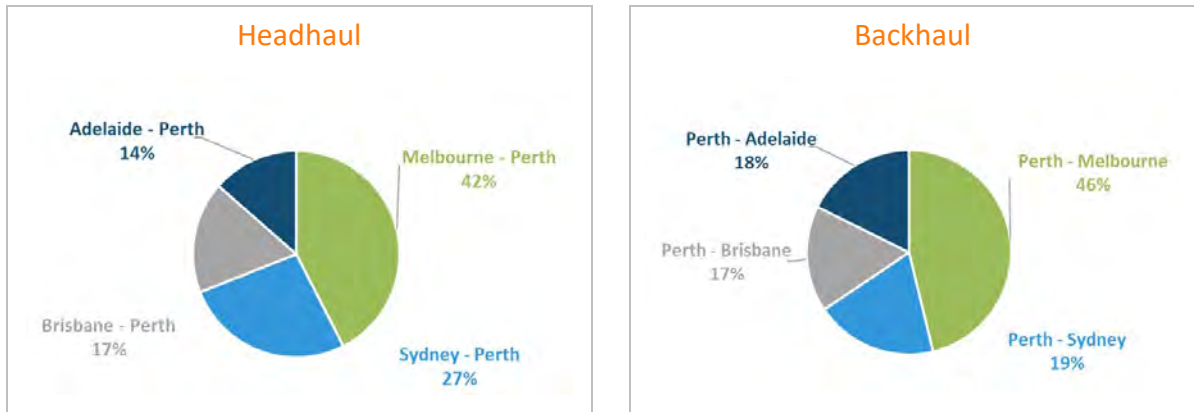 Headhaul
Adelaide - Perth
14%
Melbourne - Perth
42%
Brisbane - Perth
17%
Sydney - Perth
27%
Backhaul
Perth - Adelaide
18%
Perth - Melbourne
46%
Perth - Brisbane
17%
Perth - Sydney
19%